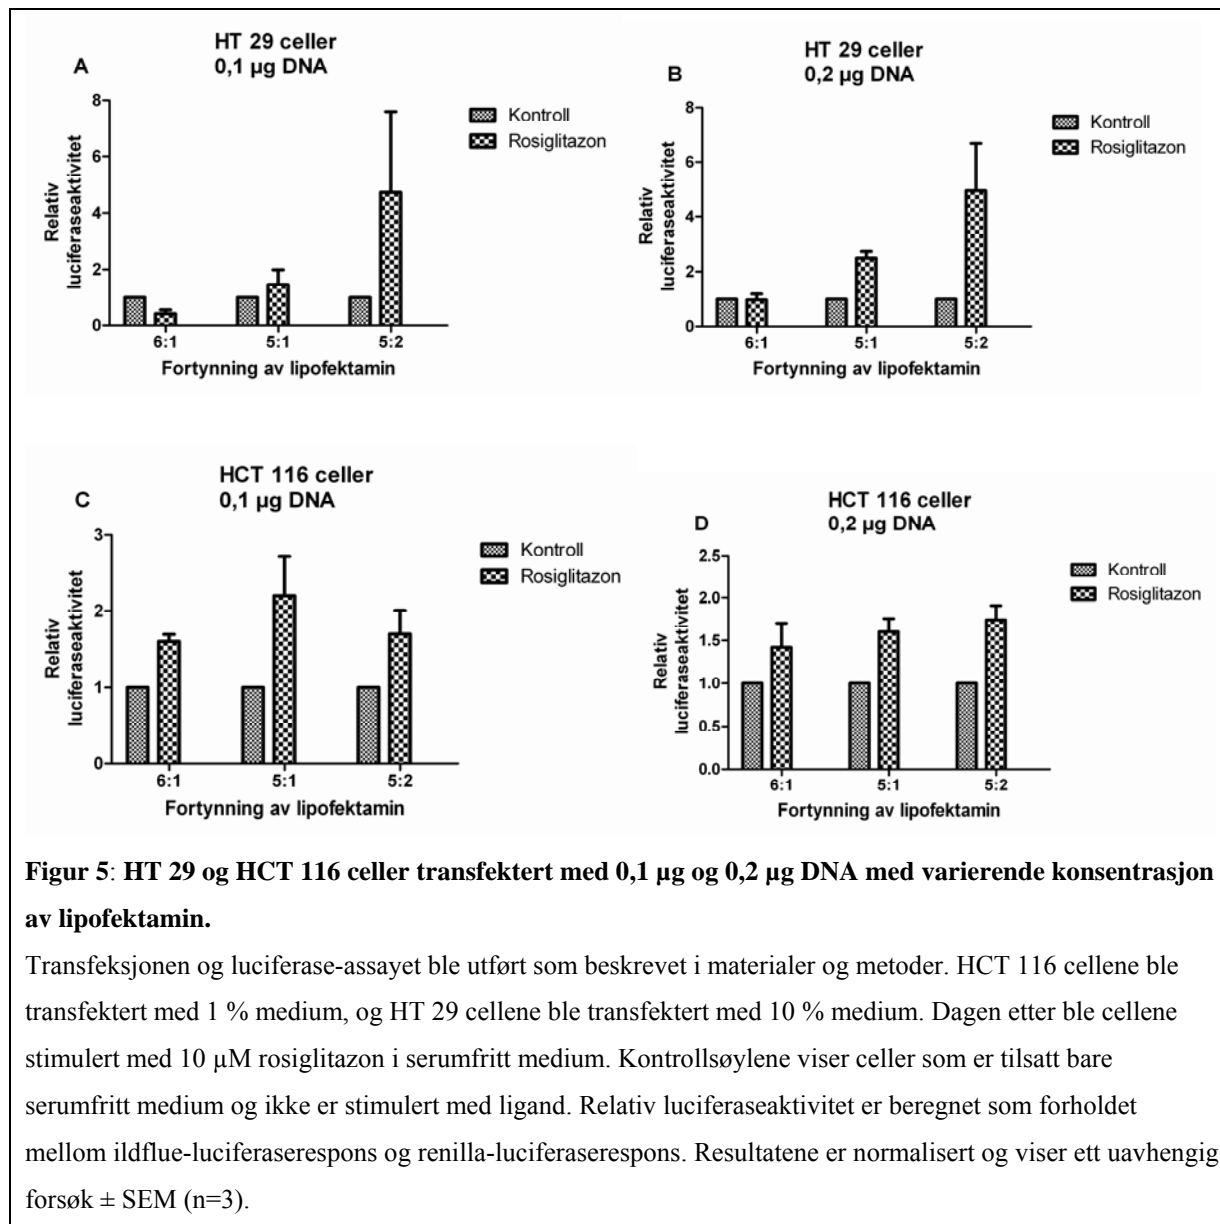 A
HT 29 celler
0,1 µg DNA
Relativ
luciferaseaktivitet
8
6
4
2
0
6:1 5:1 5:2
Fortynning av lipofektamin
Kontroll
Rosiglitazon
B
HT 29 celler
0,2 µg DNA
Relativ
luciferaseaktivitet
8
6
4
2
0
6:1 5:1 5:2
Fortynning av lipofektamin
Kontroll
Rosiglitazon
C
HCT 116 celler
0,1 µg DNA
Relativ
luciferaseaktivitet
3
2
1
0
6:1 5:1 5:2
Fortynning av lipofektamin
Kontroll
Rosiglitazon
D
HCT 116 celler
0,2 µg DNA
Relativ
luciferaseaktivitet
2.5
2.0
1.5
1.0
0.5
0.0
6:1 5:1 5:2
Fortynning av lipofektamin
Kontroll
Rosiglitazon
Figur 5: HT 29 og HCT 116 celler transfektert med 0,1 µg og 0,2 µg DNA med varierende konsentrasjon
av lipofektamin.
Transfeksjonen og luciferase-assayet ble utført som beskrevet i materialer og metoder. HCT 116 cellene ble
transfektert med 1 % medium, og HT 29 cellene ble transfektert med 10 % medium. Dagen etter ble cellene
stimulert med 10 µM rosiglitazon i serumfritt medium. Kontrollsøylene viser celler som er tilsatt bare
serumfritt medium og ikke er stimulert med ligand. Relativ luciferaseaktivitet er beregnet som forholdet
mellom ildflue-luciferaserespons og renilla-luciferaserespons. Resultatene er normalisert og viser ett uavhengig
forsøk ± SEM (n=3).